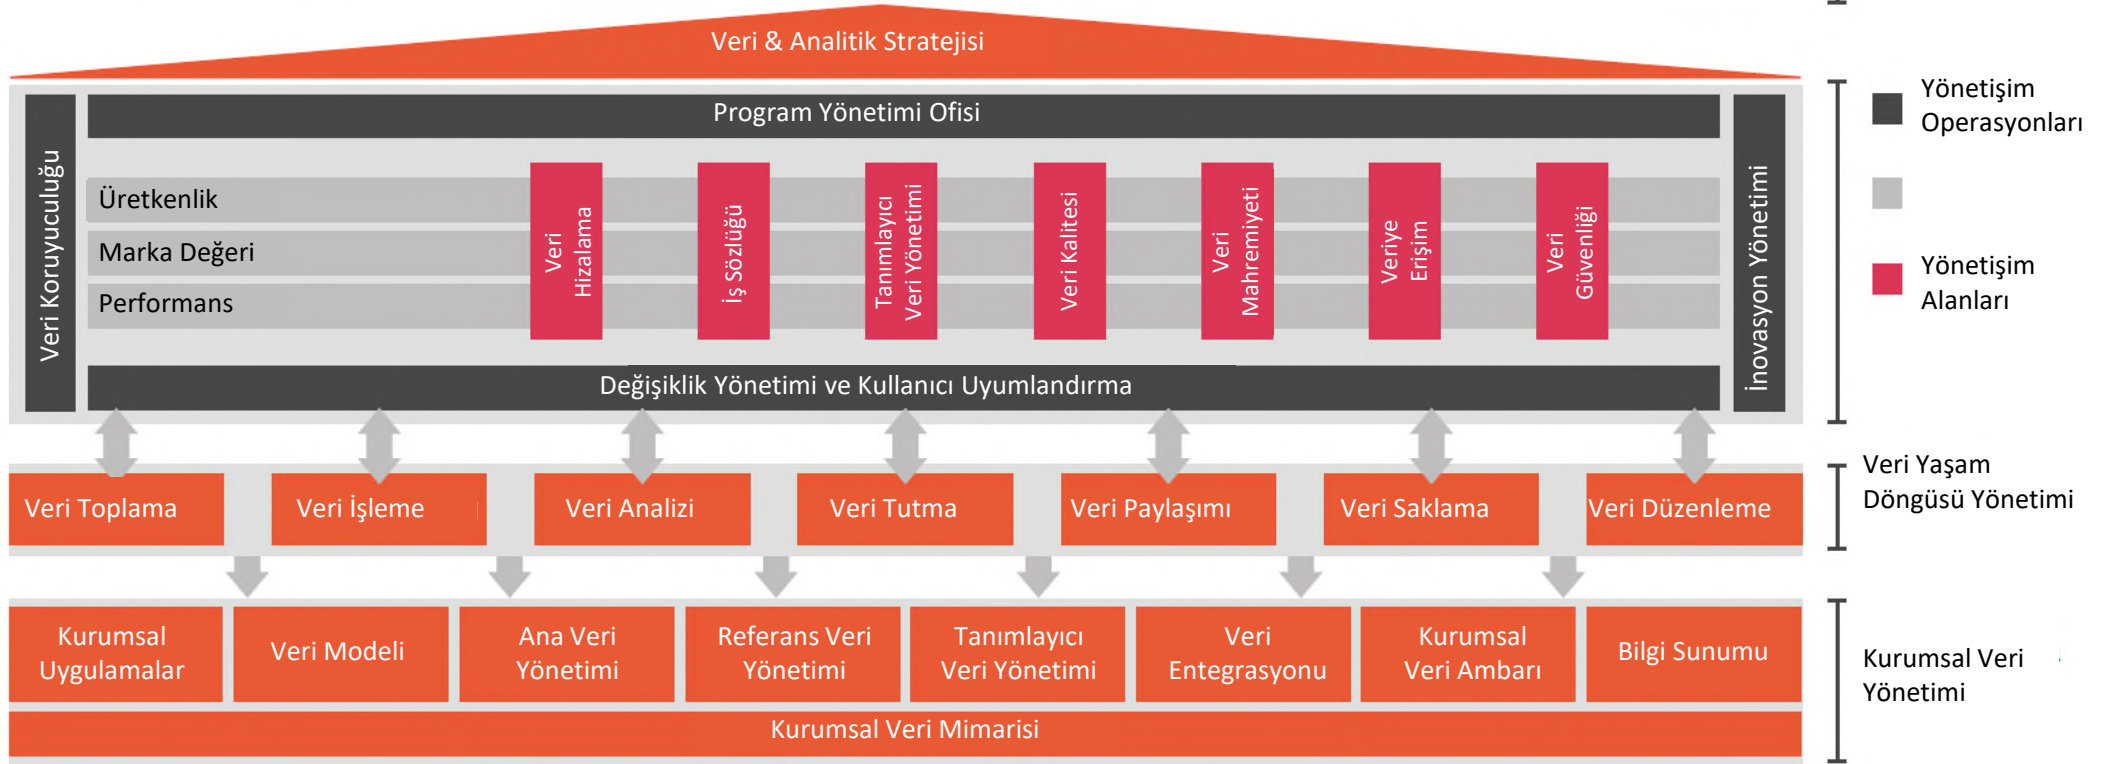 Veri & Analitik Stratejisi
Program Yönetimi Ofisi
Veri Koruyuculuğu
Üretkenlik
Marka Değeri
Performans
Veri
Hizalama
İş Sözlüğü
Tanımlayıcı
Veri Yönetimi
Veri Kalitesi
Veri
Mahremiyeti
Veriye
Erişim
Veri
Güvenliği
İnovasyon Yönetimi
Değişiklik Yönetimi ve Kullanıcı Uyumlandırma
Yönetişim
Operasyonları
Yönetişim
Alanları
Veri Toplama
Veri İşleme
Veri Analizi
Veri Tutma
Veri Paylaşımı
Veri Saklama
Veri Düzenleme
Veri Yaşam
Döngüsü Yönetimi
Kurumsal
Uygulamalar
Veri Modeli
Ana Veri
Yönetimi
Referans Veri
Yönetimi
Tanımlayıcı
Veri Yönetimi
Veri
Entegrasyonu
Kurumsal
Veri Ambarı
Bilgi Sunumu
Kurumsal Veri
Yönetimi
Kurumsal Veri Mimarisi